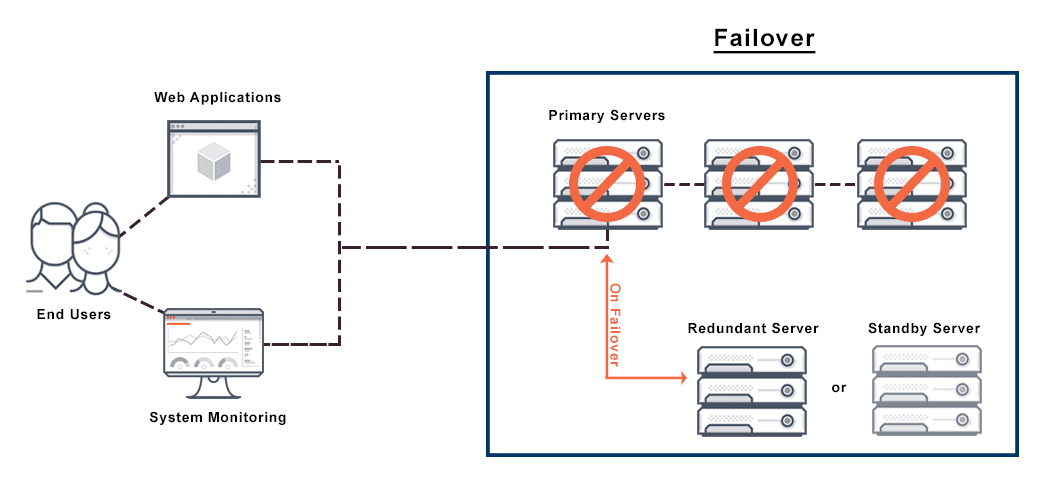 Failover
Web Applications
Primary Servers
End Users
On Failover
Redundant Server
Standby Server
or
System Monitoring